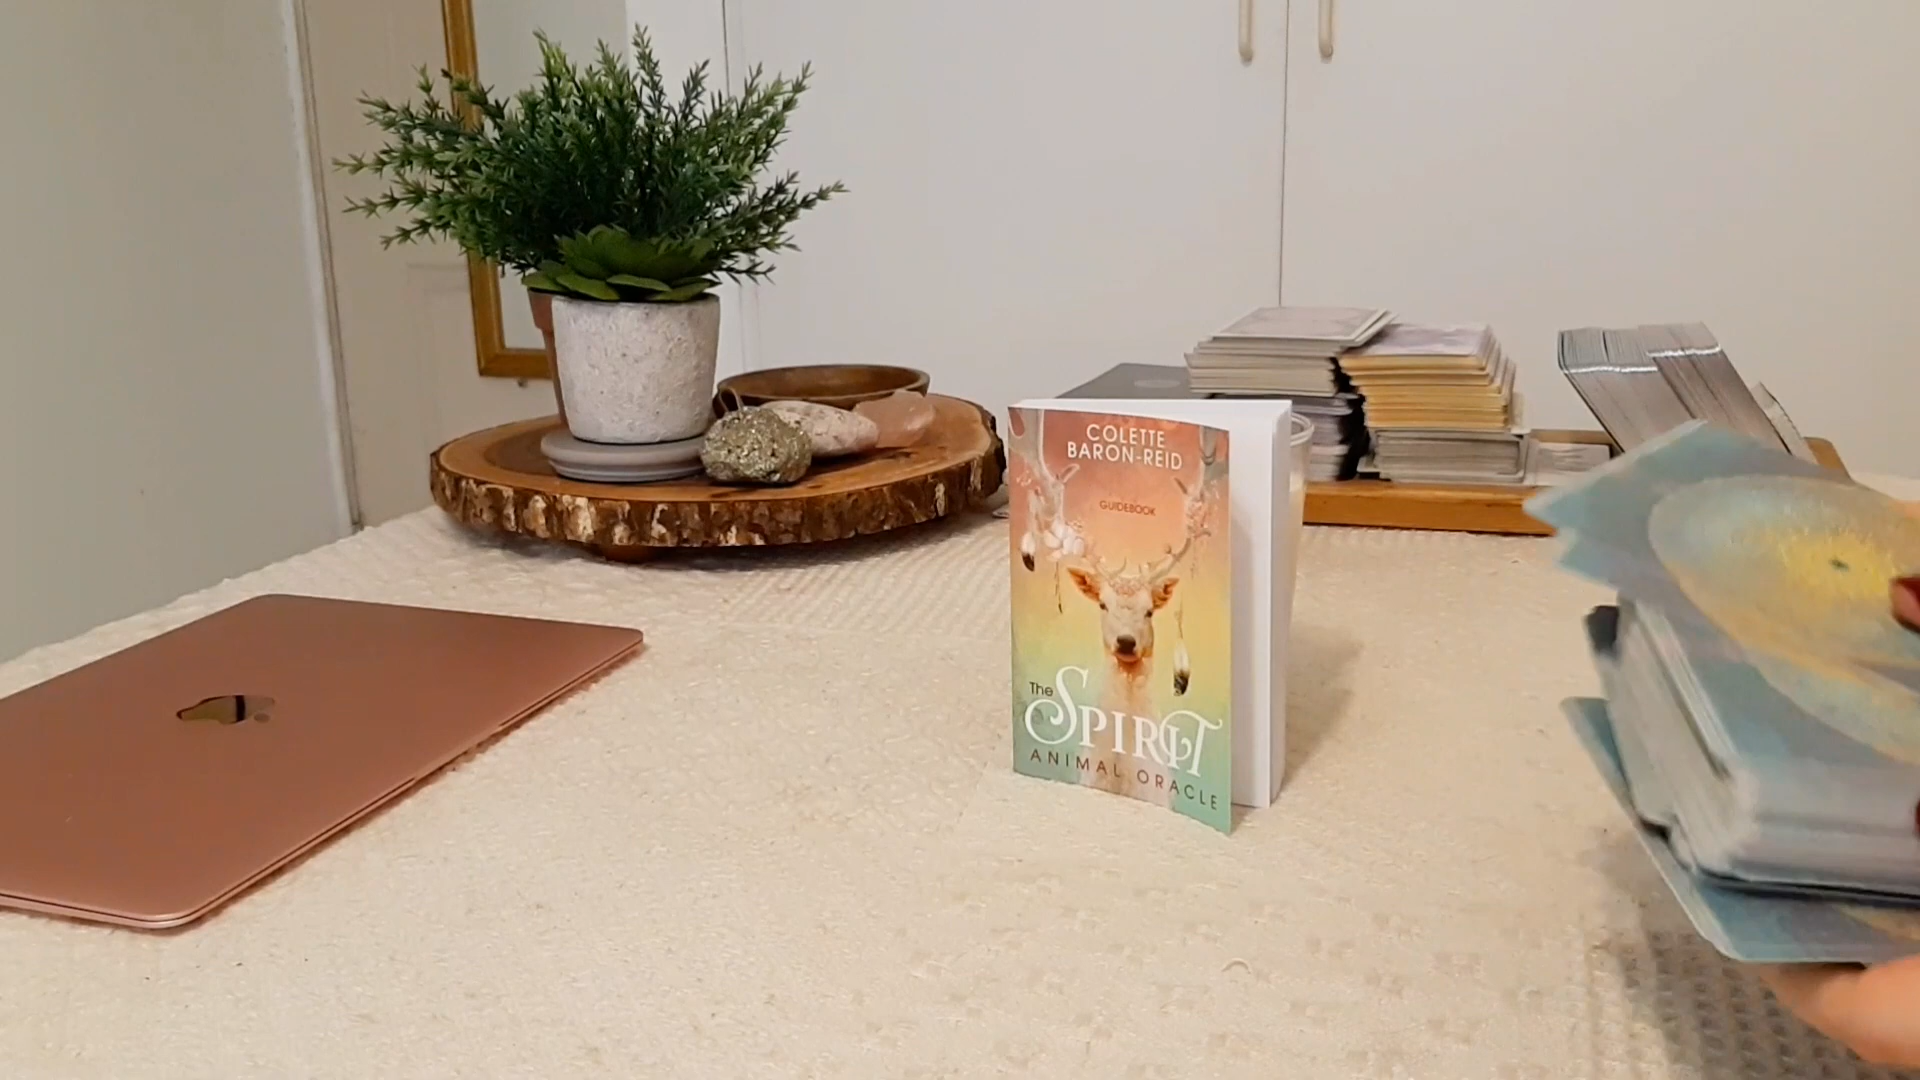 COLETTE
BARON-REID
GUIDEBOOK
The SPIRIT
ANIMAL ORACLE